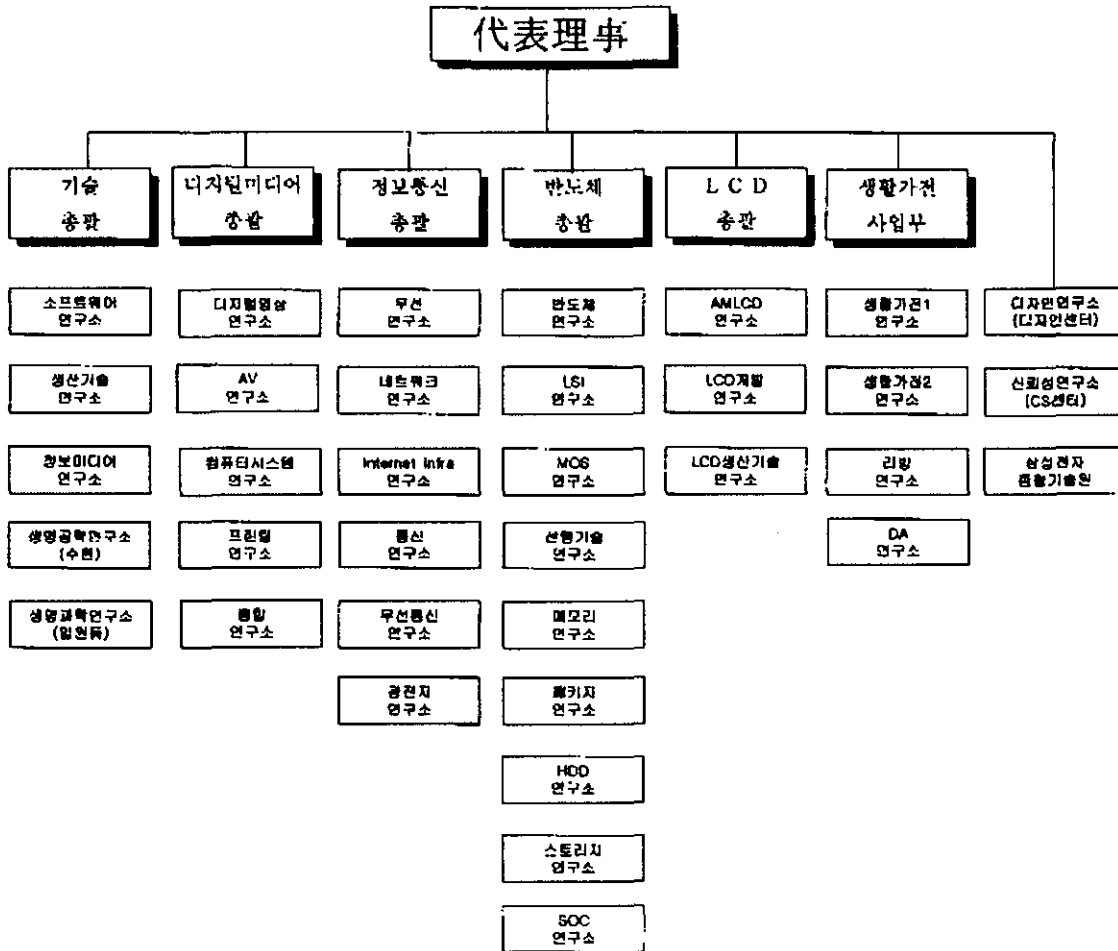 代表理事
기술
총괄
디지털미디어
총괄
정보통신
총괄
반도체
총괄
L C D
총괄
생활가전
사업부
소프트웨어
연구소
디지털영상
연구소
무선
연구소
반도체
연구소
AMLCD
연구소
생활가전1
연구소
디자인연구소
(디자인센터)
생산기술
연구소
AV
연구소
네트워크
연구소
LSI
연구소
LCD개발
연구소
생활가전2
연구소
신뢰성연구소
(CS센터)
정보미디어
연구소
컴퓨터시스템
연구소
Internet Infra
연구소
MOS
연구소
LCD생산기술
연구소
리빙
연구소
삼성전자
종합기술원
생명공학연구소
(수원)
프린팅
연구소
통신
연구소
선행기술
연구소
DA
연구소
생명과학연구소
(일원동)
종합
연구소
무선통신
연구소
메모리
연구소
광전자
연구소
패키지
연구소
HDD
연구소
스토리지
연구소
SOC
연구소